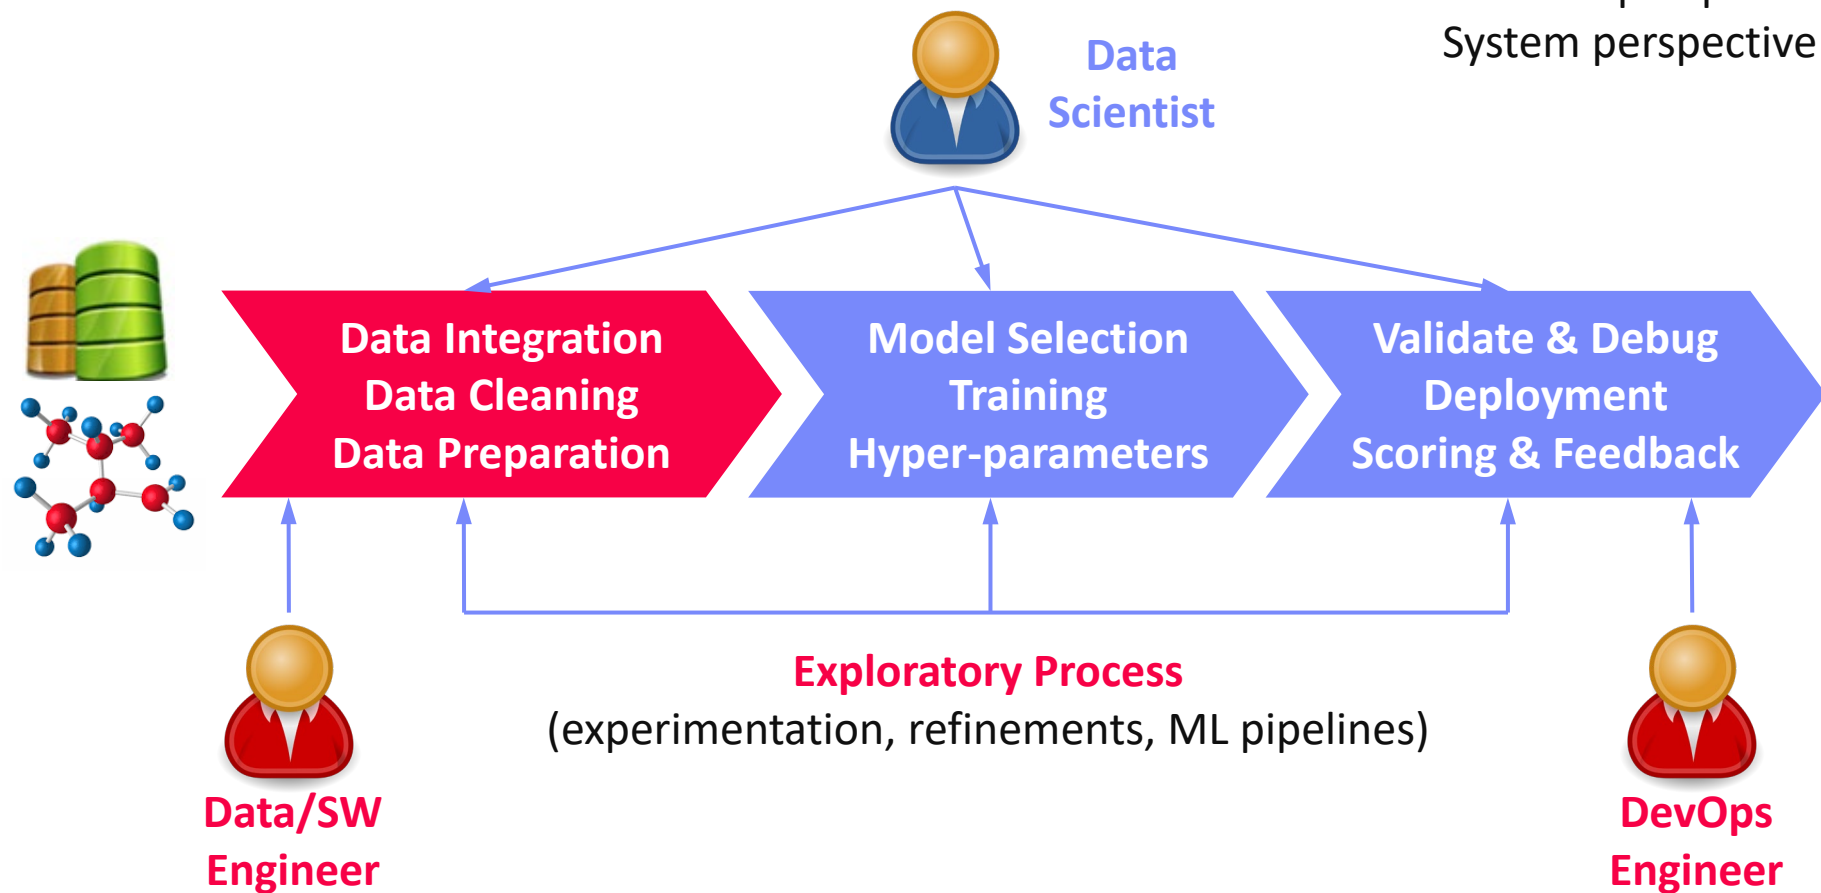 System perspective
Data
Scientist
Data Integration
Data Cleaning
Data Preparation
Model Selection
Training
Hyper-parameters
Validate & Debug
Deployment
Scoring & Feedback
Exploratory Process
(experimentation, refinements, ML pipelines)
Data/SW
Engineer
DevOps
Engineer